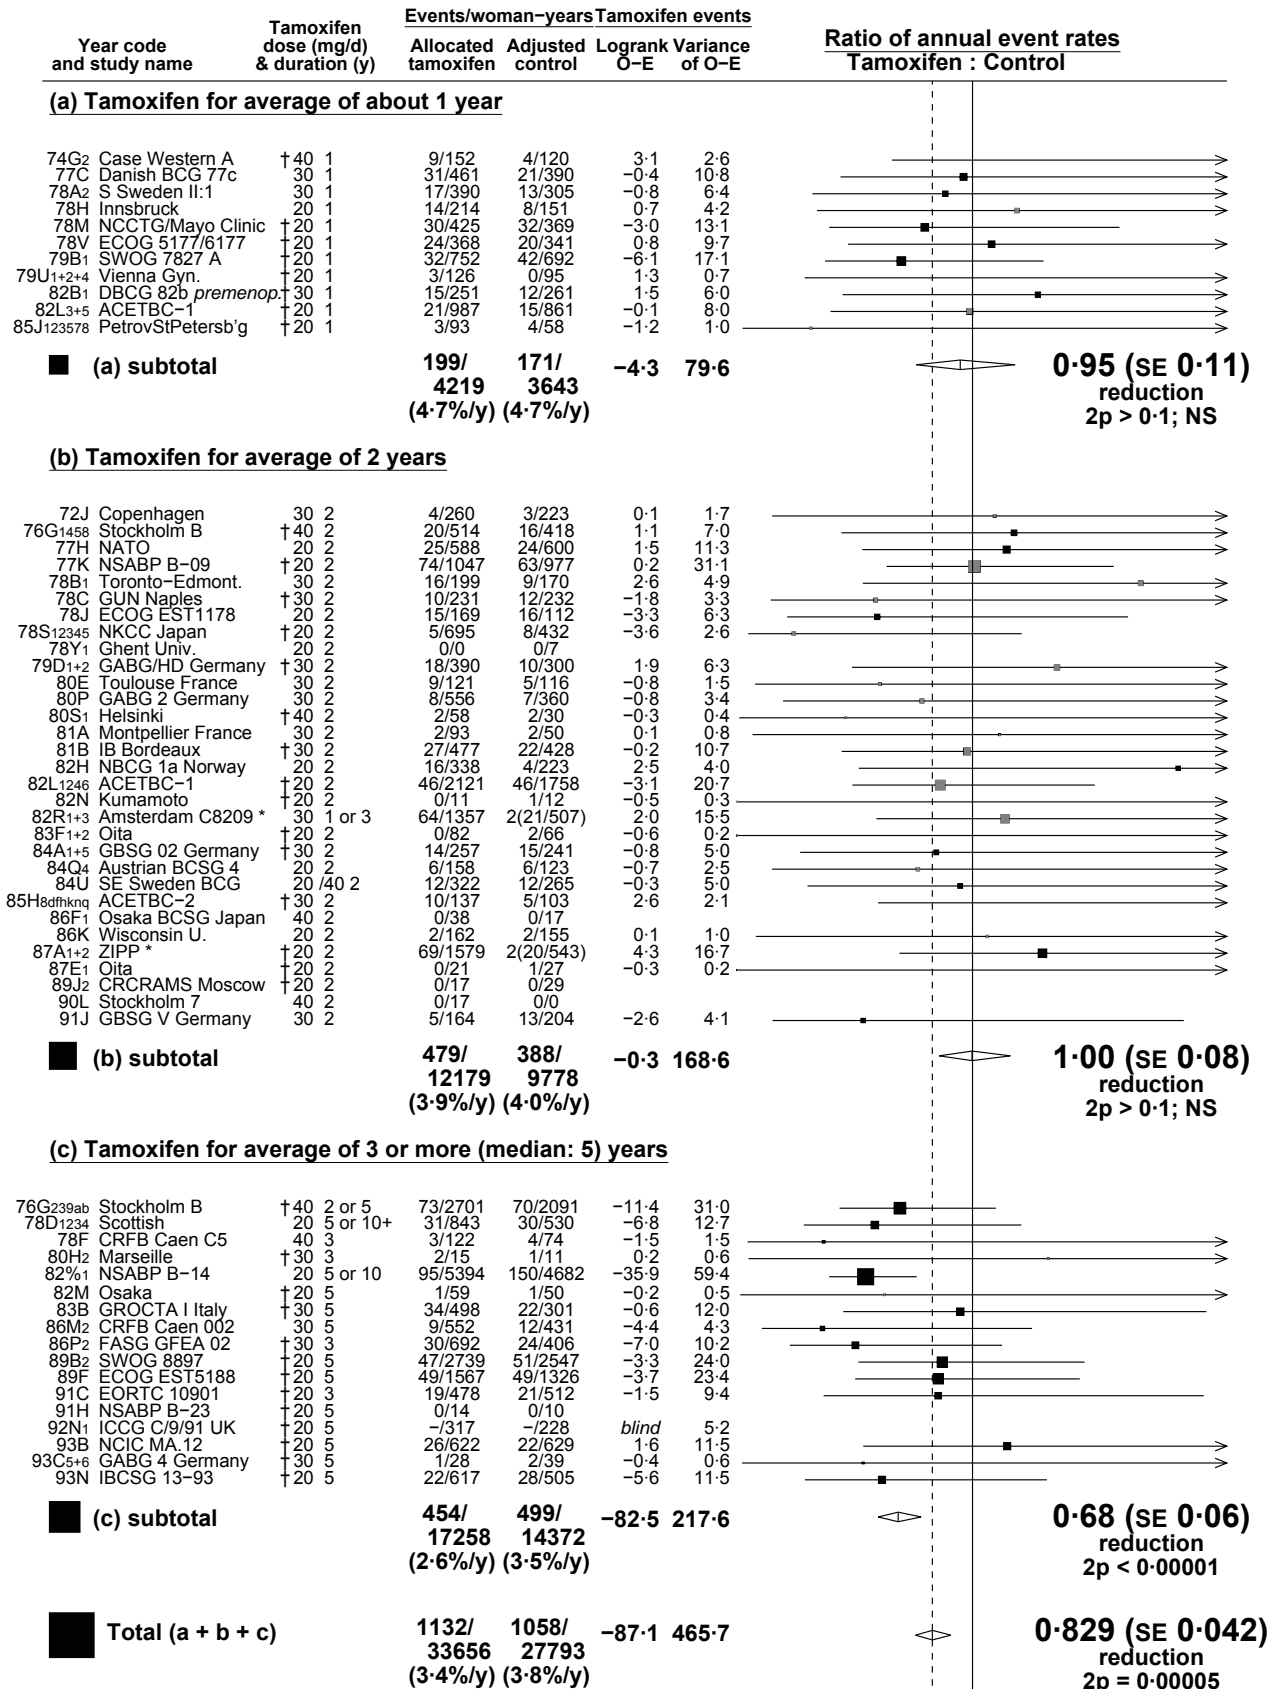 Events/woman−years Tamoxifen events
Year code and study name
Tamoxifen dose (mg/d) & duration (y)
Allocated tamoxifen
Adjusted control
Logrank O−E
Variance of O−E
Ratio of annual event rates
Tamoxifen : Control
(a) Tamoxifen for average of about 1 year
74G2 Case Western A †40 1 9/152 4/120 3·1 2·6
77C Danish BCG 77c 30 1 31/461 21/390 −0·4 10·8
78A2 S Sweden II:1 30 1 17/390 13/305 −0·8 6·4
78H Innsbruck 20 1 14/214 8/151 0·7 4·2
78M NCCTG/Mayo Clinic †20 1 30/425 32/369 −3·0 13·1
78V ECOG 5177/6177 †20 1 24/368 20/341 0·8 9·7
79B1 SWOG 7827 A †20 1 32/752 42/692 −6·1 17·1
79U1+2+4 Vienna Gyn. †20 1 3/126 0/95 1·3 0·7
82B1 DBCG 82b premenop. †30 1 15/251 12/261 1·5 6·0
82L3+5 ACETBC−1 †20 1 21/987 15/861 −0·1 8·0
85J123578 PetrovStPetersb'g †20 1 3/93 4/58 −1·2 1·0
(a) subtotal 199/ 171/ −4·3 79·6 0·95 (SE 0·11)
4219 3643 reduction
(4·7%/y) (4·7%/y) 2p > 0·1; NS
(b) Tamoxifen for average of 2 years
72J Copenhagen 30 2 4/260 3/223 0·1 1·7
76G1458 Stockholm B †40 2 20/514 16/418 1·1 7·0
77H NATO 20 2 25/588 24/600 1·5 11·3
77K NSABP B−09 †20 2 74/1047 63/977 0·2 31·1
78B1 Toronto−Edmont. 30 2 16/199 9/170 2·6 4·9
78C GUN Naples †30 2 10/231 12/232 −1·8 3·3
78J ECOG EST1178 20 2 15/169 16/112 −3·3 6·3
78S12345 NKCC Japan †20 2 5/695 8/432 −3·6 2·6
78Y1 Ghent Univ. 20 2 0/0 0/7
79D1+2 GABG/HD Germany †30 2 18/390 10/300 1·9 6·3
80E Toulouse France 30 2 9/121 5/116 −0·8 1·5
80P GABG 2 Germany 30 2 8/556 7/360 −0·8 3·4
80S1 Helsinki †40 2 2/58 2/30 −0·3 0·4
81A Montpellier France 30 2 2/93 2/50 0·1 0·8
81B IB Bordeaux †30 2 27/477 22/428 −0·2 10·7
82H NBCG 1a Norway 20 2 16/338 4/223 2·5 4·0
82L1246 ACETBC−1 †20 2 46/2121 46/1758 −3·1 20·7
82N Kumamoto †20 2 0/11 1/12 −0·5 0·3
82R1+3 Amsterdam C8209 * 30 1 or 3 64/1357 2(21/507) 2·0 15·5
83F1+2 Oita †20 2 0/82 2/66 −0·6 0·2
84A1+5 GBSG 02 Germany †30 2 14/257 15/241 −0·8 5·0
84Q4 Austrian BCSG 4 20 2 6/158 6/123 −0·7 2·5
84U SE Sweden BCG 20 /40 2 12/322 12/265 −0·3 5·0
85H8dfhknq ACETBC−2 †30 2 10/137 5/103 2·6 2·1
86F1 Osaka BCSG Japan 40 2 0/38 0/17
86K Wisconsin U. 20 2 2/162 2/155 0·1 1·0
87A1+2 ZIPP * †20 2 69/1579 2(20/543) 4·3 16·7
87E1 Oita †20 2 0/21 1/27 −0·3 0·2
89J2 CRCRAMS Moscow †20 2 0/17 0/29
90L Stockholm 7 40 2 0/17 0/0
91J GBSG V Germany 30 2 5/164 13/204 −2·6 4·1
(b) subtotal 479/ 388/ −0·3 168·6 1·00 (SE 0·08)
12179 9778 reduction
(3·9%/y) (4·0%/y) 2p > 0·1; NS
(c) Tamoxifen for average of 3 or more (median: 5) years
76G239ab Stockholm B †40 2 or 5 73/2701 70/2091 −11·4 31·0
78D1234 Scottish 20 5 or 10+ 31/843 30/530 −6·8 12·7
78F CRFB Caen C5 40 3 3/122 4/74 −1·5 1·5
80H2 Marseille †30 3 2/15 1/11 0·2 0·6
82%1 NSABP B−14 20 5 or 10 95/5394 150/4682 −35·9 59·4
82M Osaka †20 5 1/59 1/50 −0·2 0·5
83B GROCTA I Italy †30 5 34/498 22/301 −0·6 12·0
86M2 CRFB Caen 002 30 5 9/552 12/431 −4·4 4·3
86P2 FASG GFEA 02 †30 3 30/692 24/406 −7·0 10·2
89B2 SWOG 8897 †20 5 47/2739 51/2547 −3·3 24·0
89F ECOG EST5188 †20 5 49/1567 49/1326 −3·7 23·4
91C EORTC 10901 †20 3 19/478 21/512 −1·5 9·4
91H NSABP B−23 †20 5 0/14 0/10
92N1 ICCG C/9/91 UK †20 5 −/317 −/228 blind 5·2
93B NCIC MA.12 †20 5 26/622 22/629 1·6 11·5
93C5+6 GABG 4 Germany †30 5 1/28 2/39 −0·4 0·6
93N IBCSG 13−93 †20 5 22/617 28/505 −5·6 11·5
(c) subtotal 454/ 499/ −82·5 217·6 0·68 (SE 0·06)
17258 14372 reduction
(2·6%/y) (3·5%/y) 2p < 0·00001
Total (a + b + c) 1132/ 1058/ −87·1 465·7 0·829 (SE 0·042)
33656 27793 reduction
(3·4%/y) (3·8%/y) 2p = 0·00005